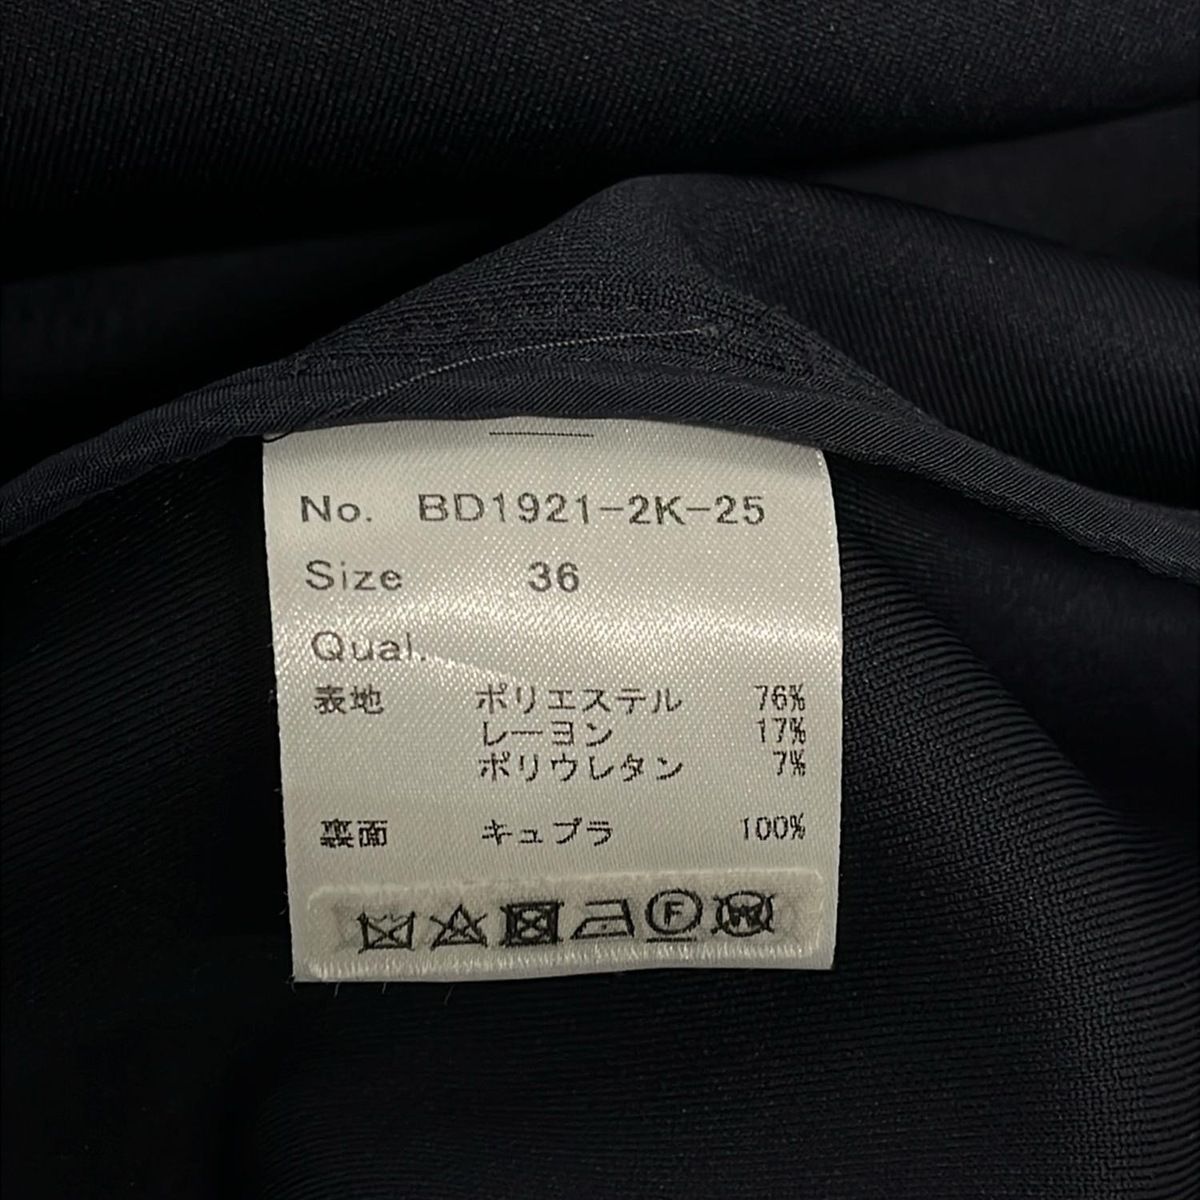 No. BD1921-2K-25
Size 36
Qual.
表地 ポリエステル 76%
レーヨン 17%
ポリウレタン 7%
裏面 キュプラ 100%
F
W